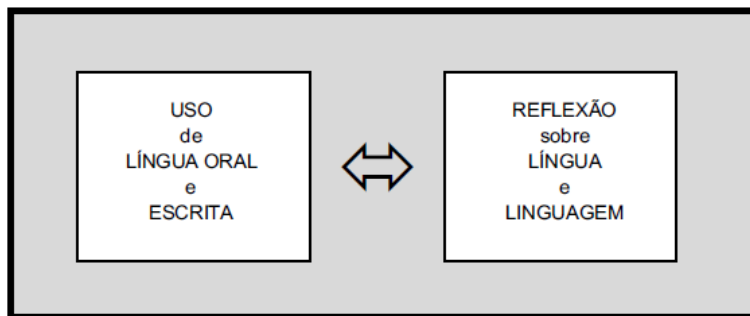 USO
de
LÍNGUA ORAL
e
ESCRITA
REFLEXÃO
sobre
LÍNGUA
e
LINGUAGEM